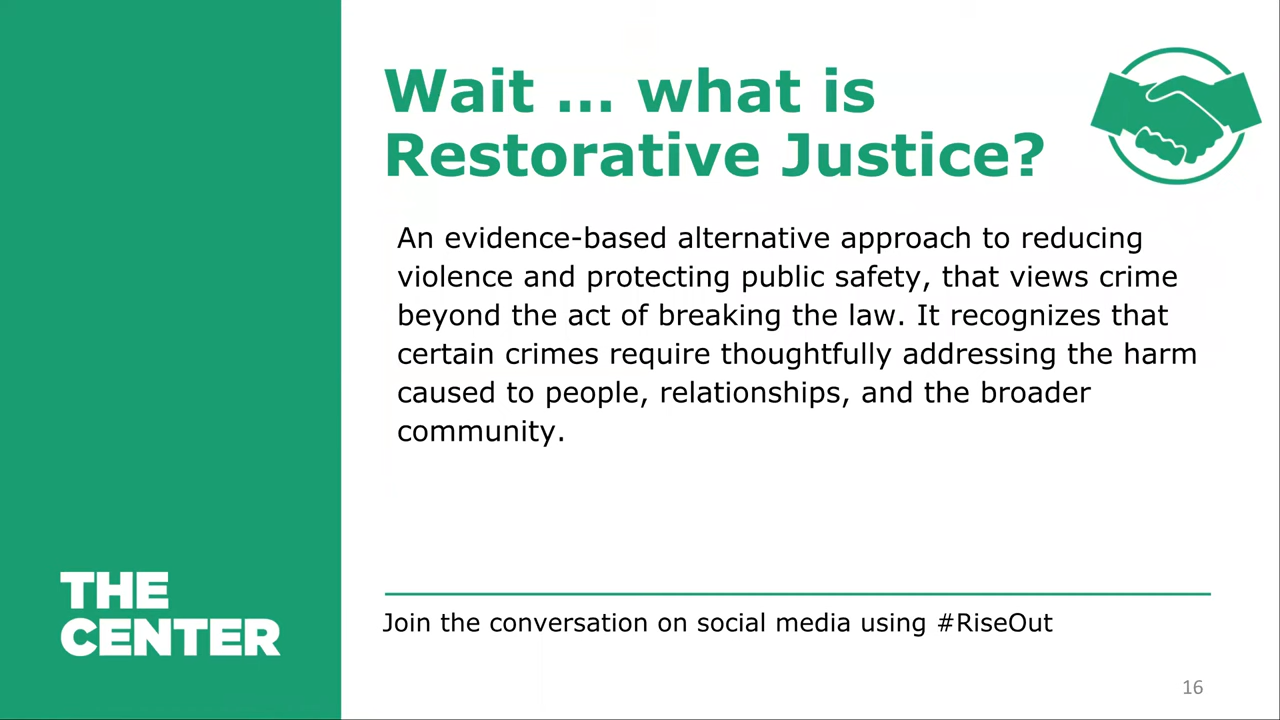 Wait ... what is
Restorative Justice?
An evidence-based alternative approach to reducing
violence and protecting public safety, that views crime
beyond the act of breaking the law. It recognizes that
certain crimes require thoughtfully addressing the harm
caused to people, relationships, and the broader
community.
THE
CENTER
Join the conversation on social media using #RiseOut
16